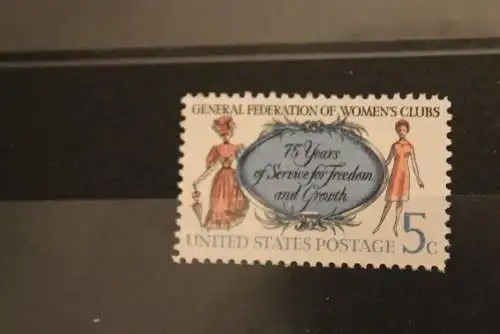 GENERAL FEDERATION OF WOMEN'S CLUBS
75 Years
of Service for Freedom
and Growth
UNITED STATES POSTAGE 5c